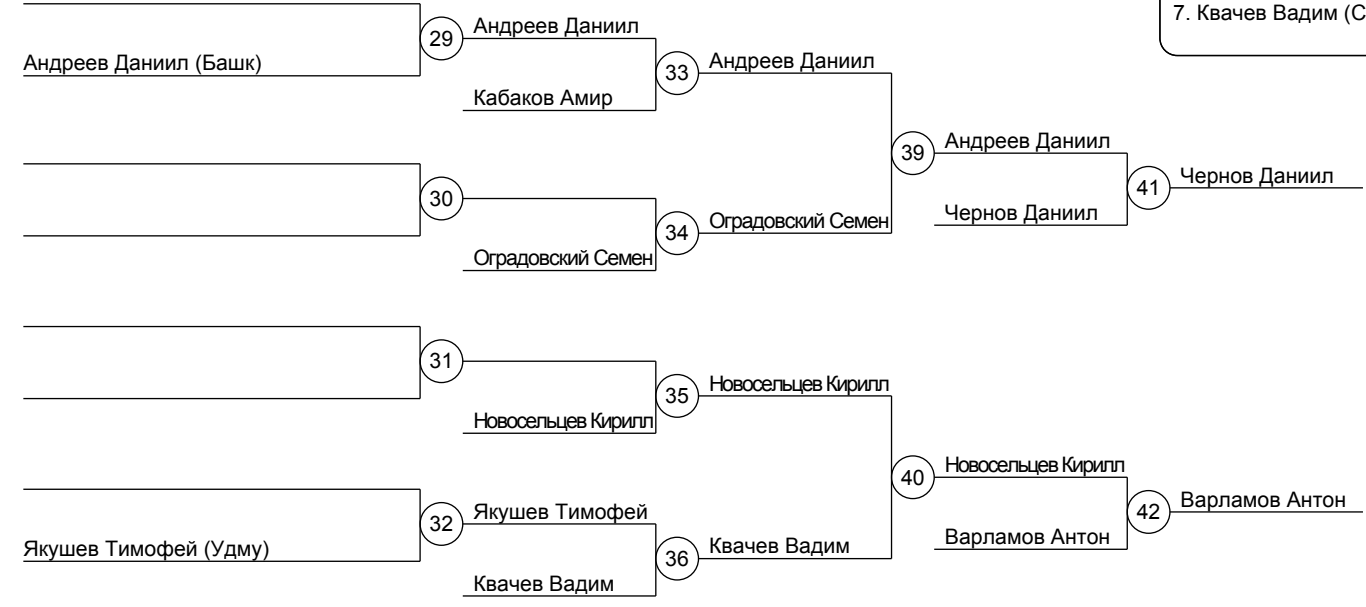 7. Квачев Вадим (С
Андреев Даниил (Башк)
29
Андреев Даниил
Кабаков Амир
33
Андреев Даниил
30
Оградовский Семен
34
Оградовский Семен
39
Андреев Даниил
Чернов Даниил
41
Чернов Даниил
31
Новосельцев Кирилл
35
Новосельцев Кирилл
Якушев Тимофей (Удму)
32
Якушев Тимофей
Квачев Вадим
36
Квачев Вадим
40
Новосельцев Кирилл
Варламов Антон
42
Варламов Антон